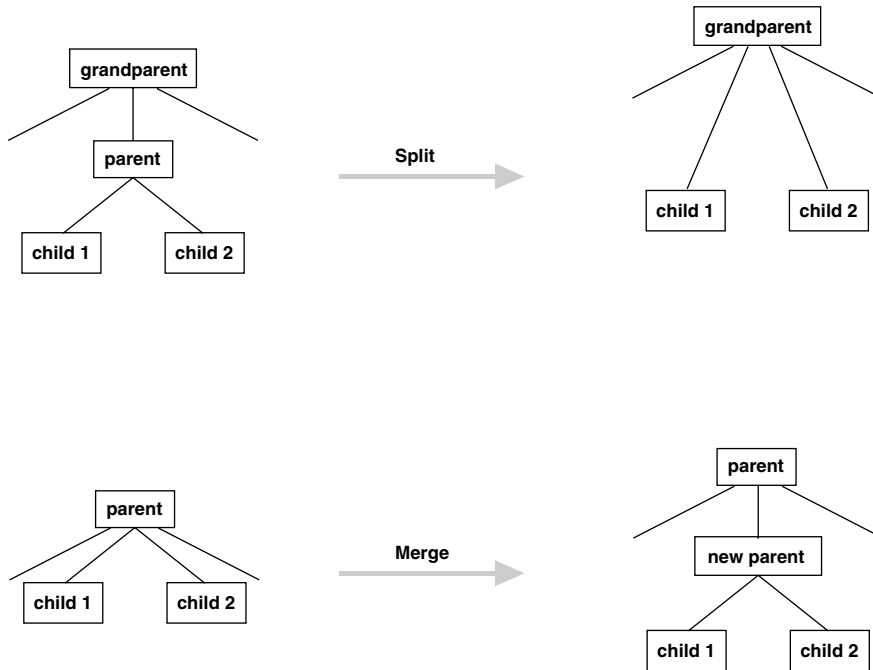 grandparent
parent
child 1
child 2
Split
grandparent
child 1
child 2
parent
child 1
child 2
Merge
parent
new parent
child 1
child 2